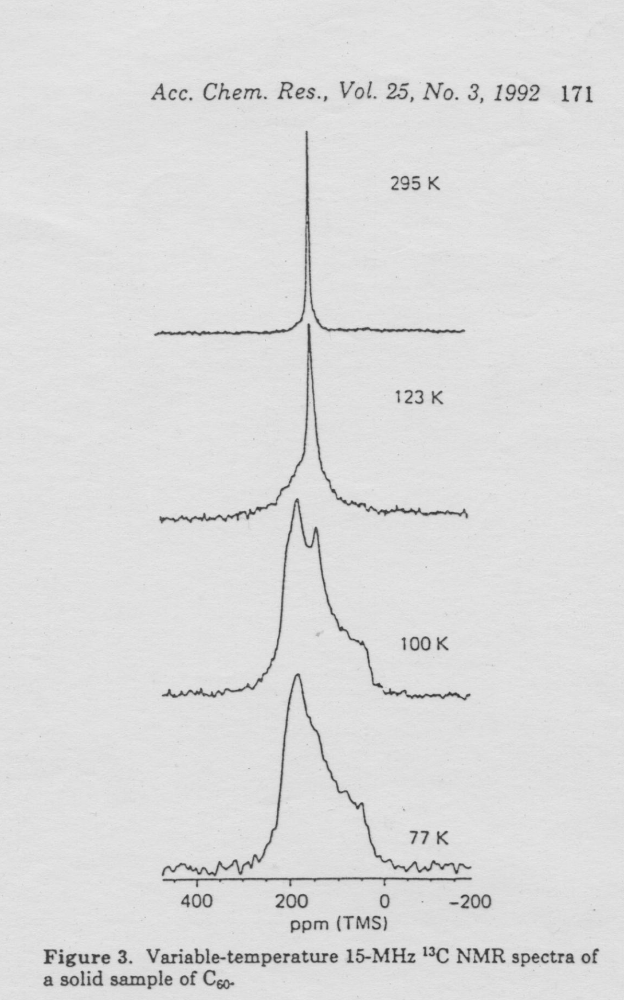 Acc. Chem. Res., Vol. 25, No. 3, 1992 171
295 K
123 K
100 K
77 K
400 200 0 -200
ppm (TMS)
Figure 3. Variable-temperature 15-MHz ¹³C NMR spectra of
a solid sample of C₆₀.